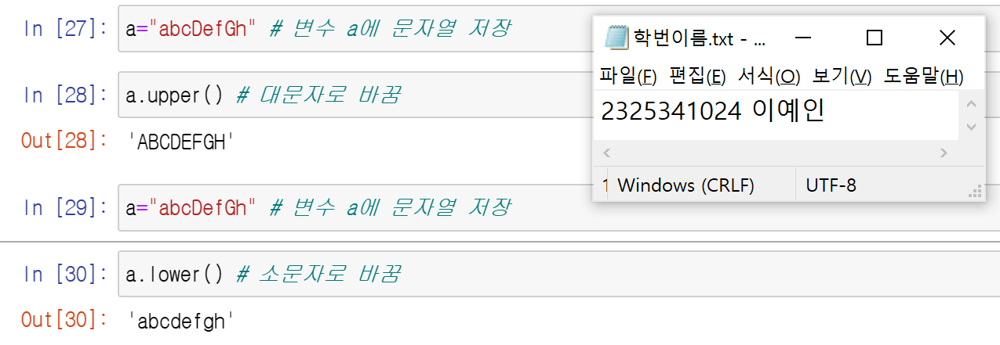 In [27]: a="abcDefGh" # 변수 a에 문자열 저장
In [28]: a.upper() # 대문자로 바꿈
Out[28]: 'ABCDEFGH'
In [29]: a="abcDefGh" # 변수 a에 문자열 저장
In [30]: a.lower() # 소문자로 바꿈
Out[30]: 'abcdefgh'
학번이름.txt - ...
파일(F) 편집(E) 서식(O) 보기(V) 도움말(H)
2325341024 이예인
Windows (CRLF) UTF-8